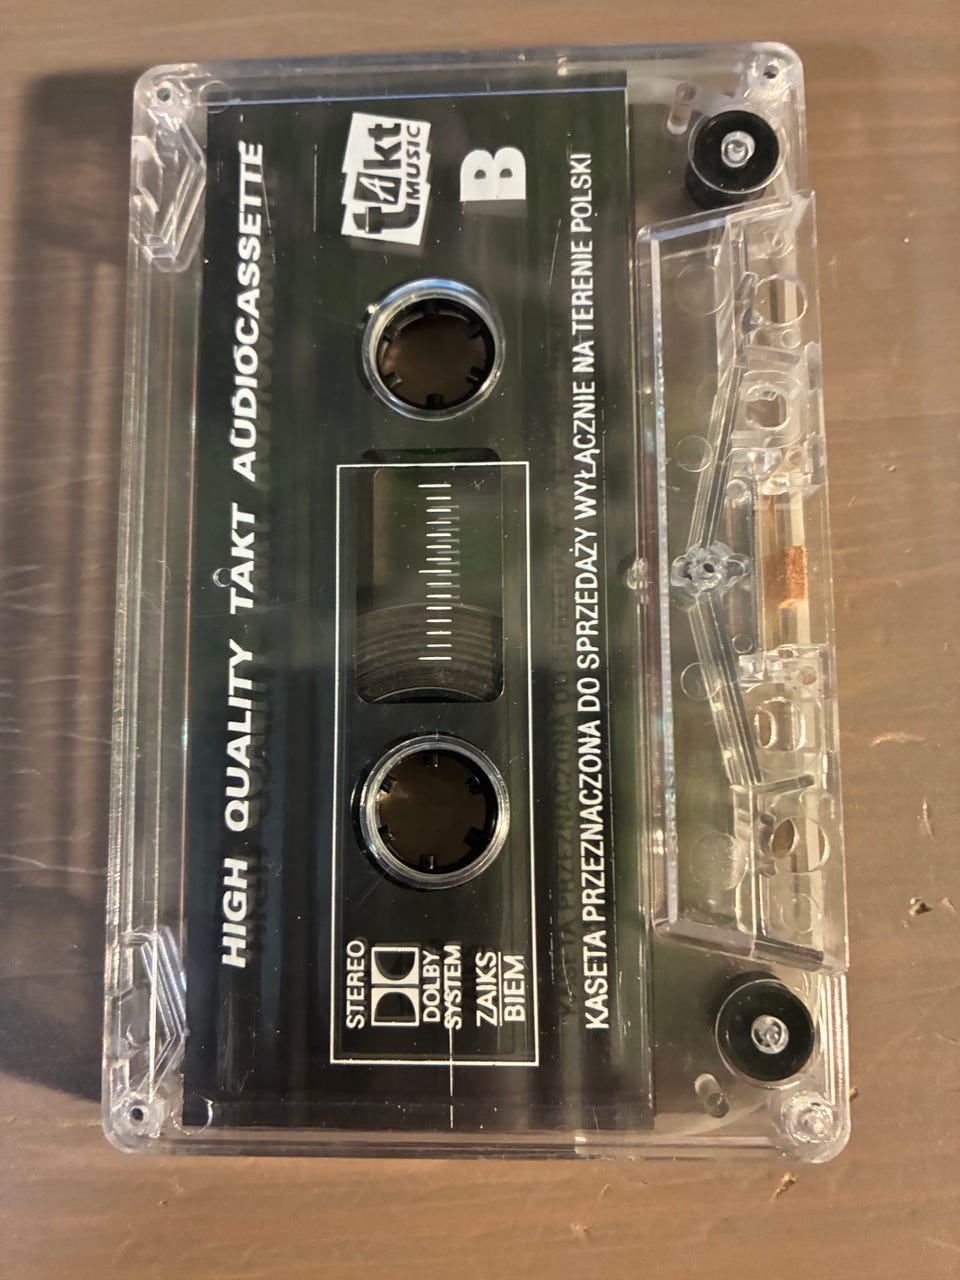 HIGH QUALITY TAKT AUDIOCASSETTE
STEREO
DOLBY
SYSTEM
ZAIKS
BIEM
tAkt
MUSIC
B
KASETA PRZEZNACZONA DO SPRZEDAŻY WYŁĄCZNIE NA TERENIE POLSKI